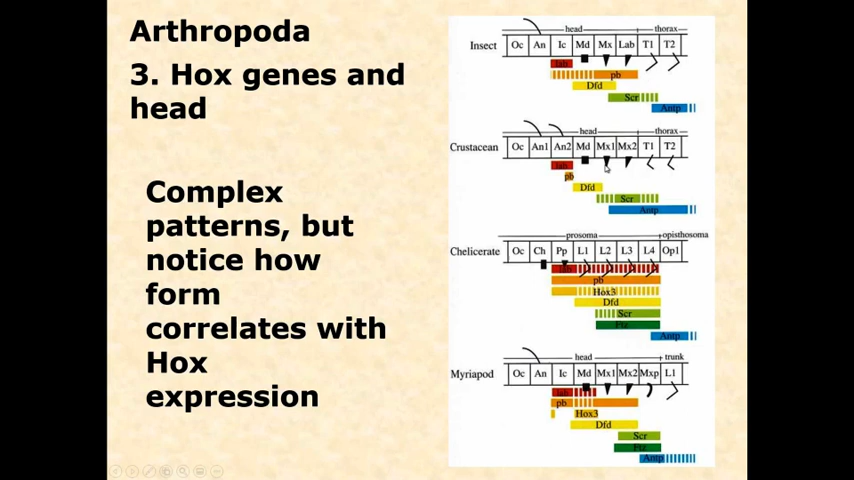 Arthropoda
3. Hox genes and
head
Complex
patterns, but
notice how
form
correlates with
Hox
expression
head thorax
Insect Oc An Ic Md Mx Lab T1 T2
lab
pb
Dfd
Scr
Antp
head thorax
Crustacean Oc An1 An2 Md Mx1 Mx2 T1 T2
lab
pb
Dfd
Scr
Antp
prosoma opisthosoma
Chelicerate Oc Ch Pp L1 L2 L3 L4 Op1
lab
pb
Hox3
Dfd
Scr
Ftz
Antp
head trunk
Myriapod Oc An Ic Md Mx1 Mx2 Mxp L1
lab
pb
Hox3
Dfd
Scr
Ftz
Antp